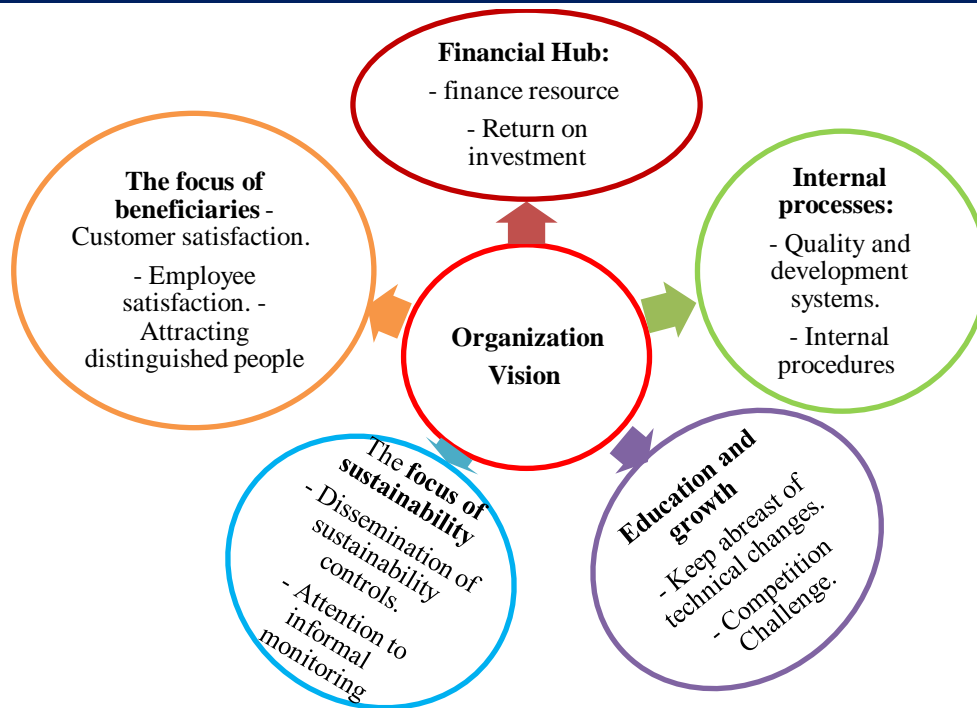 Financial Hub:
- finance resource
- Return on
investment
The focus of
beneficiaries -
Customer satisfaction.
- Employee
satisfaction. -
Attracting
distinguished people
Internal
processes:
- Quality and
development
systems.
- Internal
procedures
Organization
Vision
The focus of
sustainability
- Dissemination of
sustainability
controls.
- Attention to
informal
monitoring
Education and
growth
- Keep abreast of
technical changes.
- Competition
Challenge.